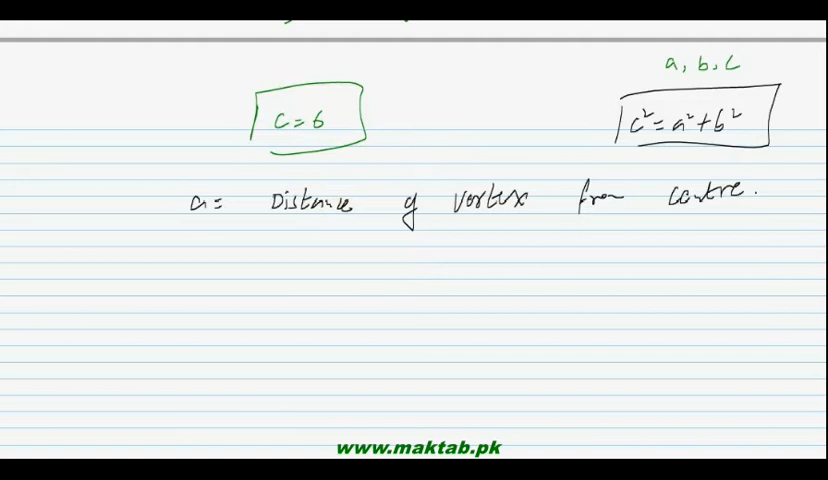 a, b, c
c = 6
c² = a² + b²
a = Distance of vertex from centre.
www.maktab.pk